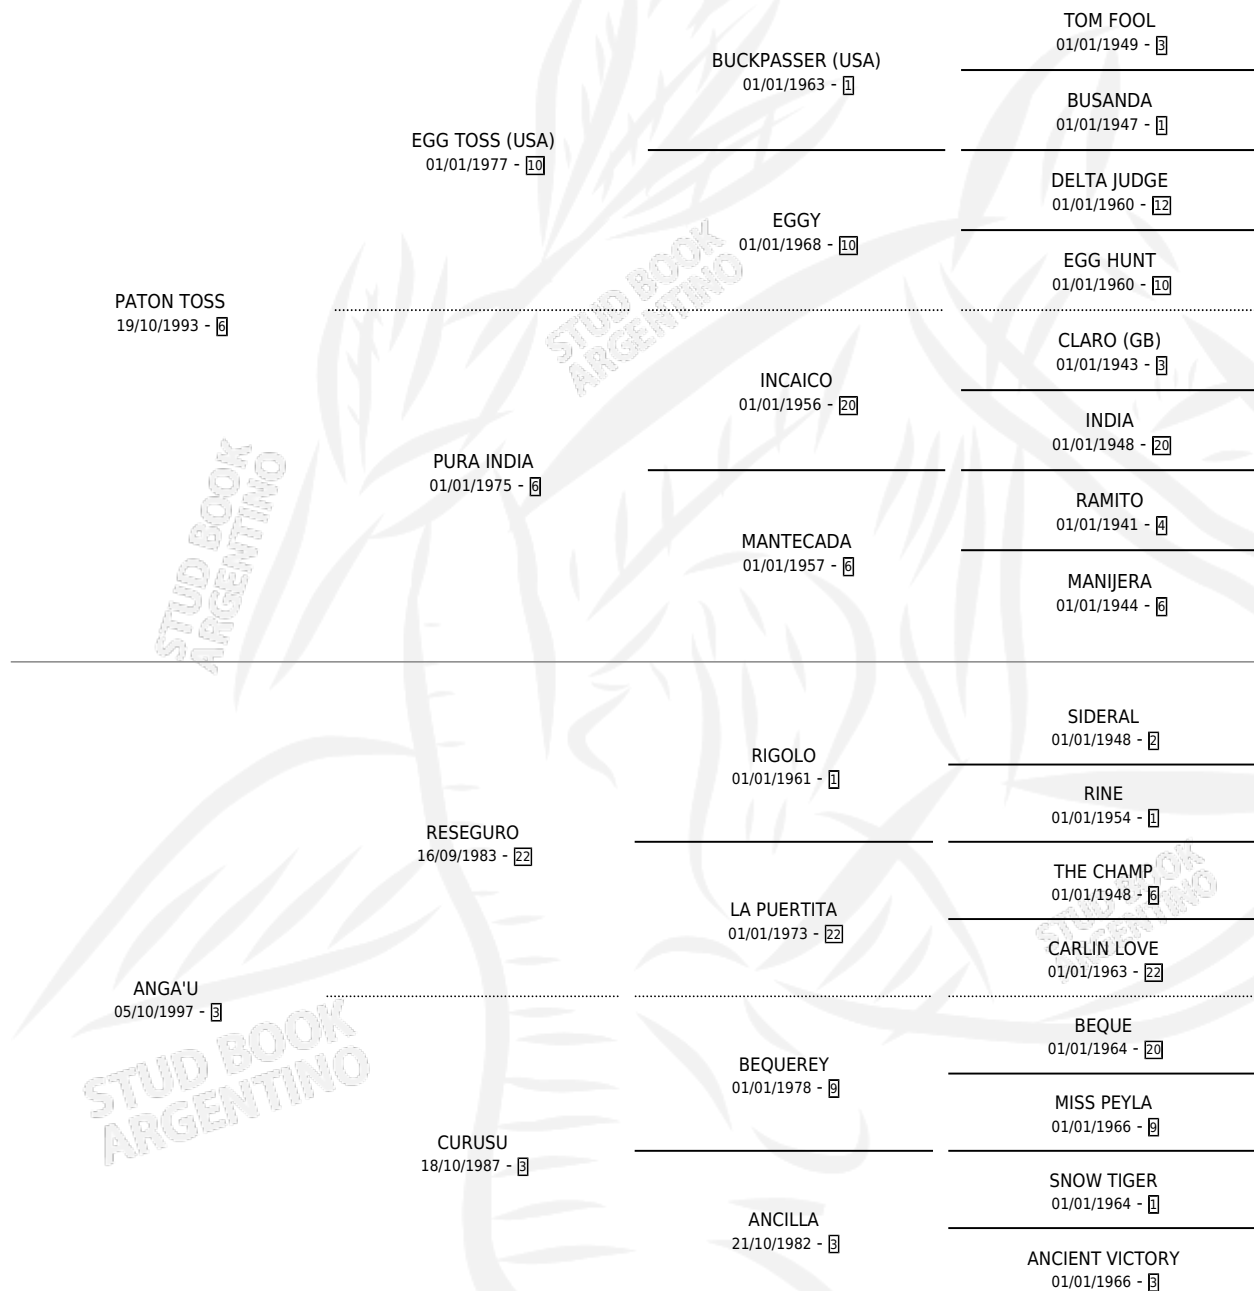 TOM FOOL
01/01/1949 - 3
BUCKPASSER (USA)
01/01/1963 - 1
BUSANDA
01/01/1947 - 1
EGG TOSS (USA)
01/01/1977 - 10
DELTA JUDGE
01/01/1960 - 12
EGGY
01/01/1968 - 10
EGG HUNT
01/01/1960 - 10
PATON TOSS
19/10/1993 - 6
STUD BOOK
ARGENTINO
CLARO (GB)
01/01/1943 - 3
INCAICO
01/01/1956 - 20
INDIA
01/01/1948 - 20
PURA INDIA
01/01/1975 - 6
RAMITO
01/01/1941 - 4
MANTECADA
01/01/1957 - 6
MANIJERA
01/01/1944 - 6
STUD BOOK
ARGENTINO
SIDERAL
01/01/1948 - 2
RIGOLO
01/01/1961 - 1
RINE
01/01/1954 - 1
RESEGURO
16/09/1983 - 22
THE CHAMP
01/01/1948 - 6
LA PUERTITA
01/01/1973 - 22
CARLIN LOVE
01/01/1963 - 22
STUD BOOK
ARGENTINO
ANGA'U
05/10/1997 - 3
BEQUE
01/01/1964 - 20
BEQUEREY
01/01/1978 - 9
MISS PEYLA
01/01/1966 - 9
STUD BOOK
ARGENTINO
CURUSU
18/10/1987 - 3
SNOW TIGER
01/01/1964 - 1
ANCILLA
21/10/1982 - 3
ANCIENT VICTORY
01/01/1966 - 3